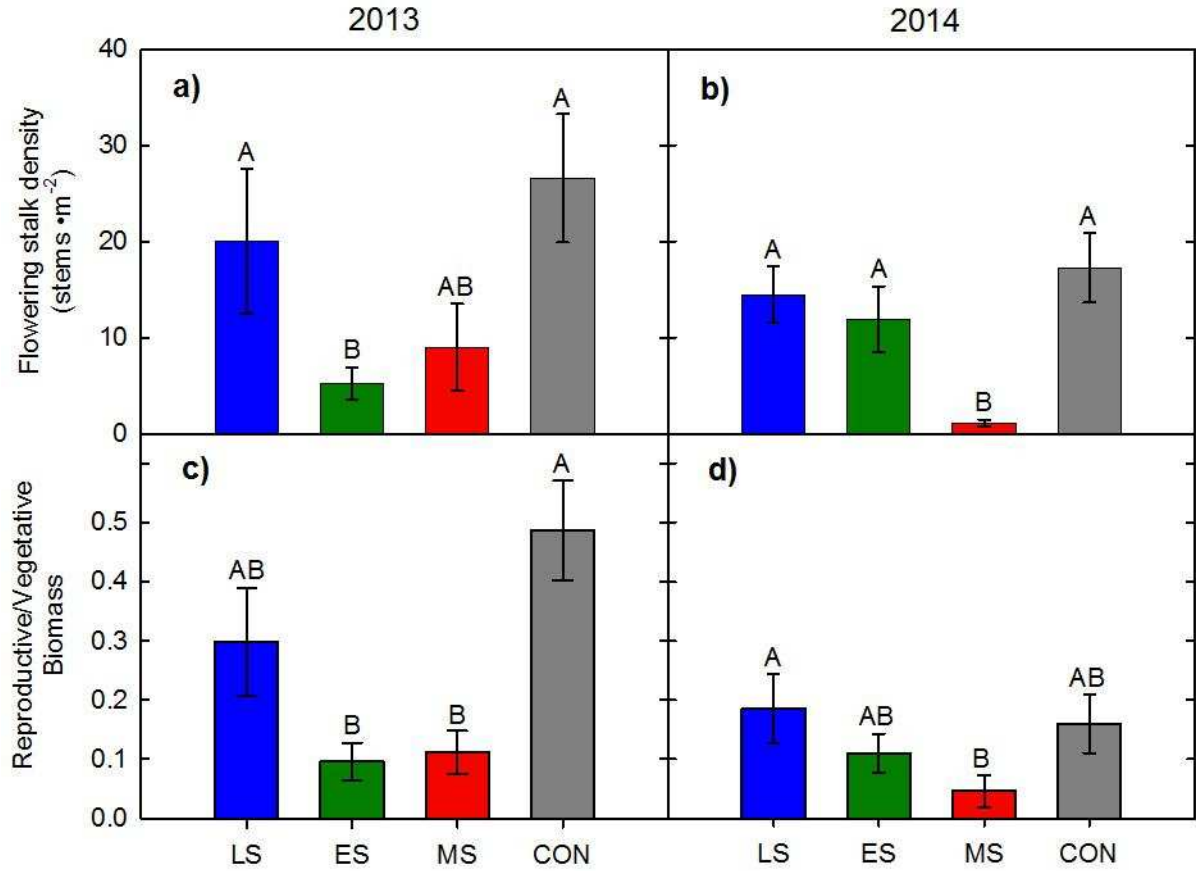 2013
2014
Flowering stalk density
(stems •m⁻²)
40
30
20
10
0
a)
A
B
AB
A
b)
A
A
B
A
Reproductive/Vegetative
Biomass
0.5
0.4
0.3
0.2
0.1
0.0
c)
AB
B
B
A
d)
A
AB
B
AB
LS ES MS CON
LS ES MS CON